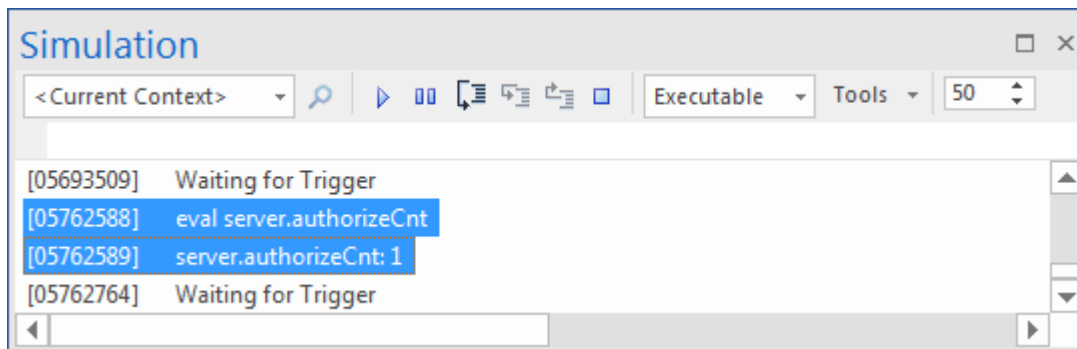 Simulation
<Current Context> Executable Tools 50
[05693509] Waiting for Trigger
[05762588] eval server.authorizeCnt
[05762589] server.authorizeCnt: 1
[05762764] Waiting for Trigger